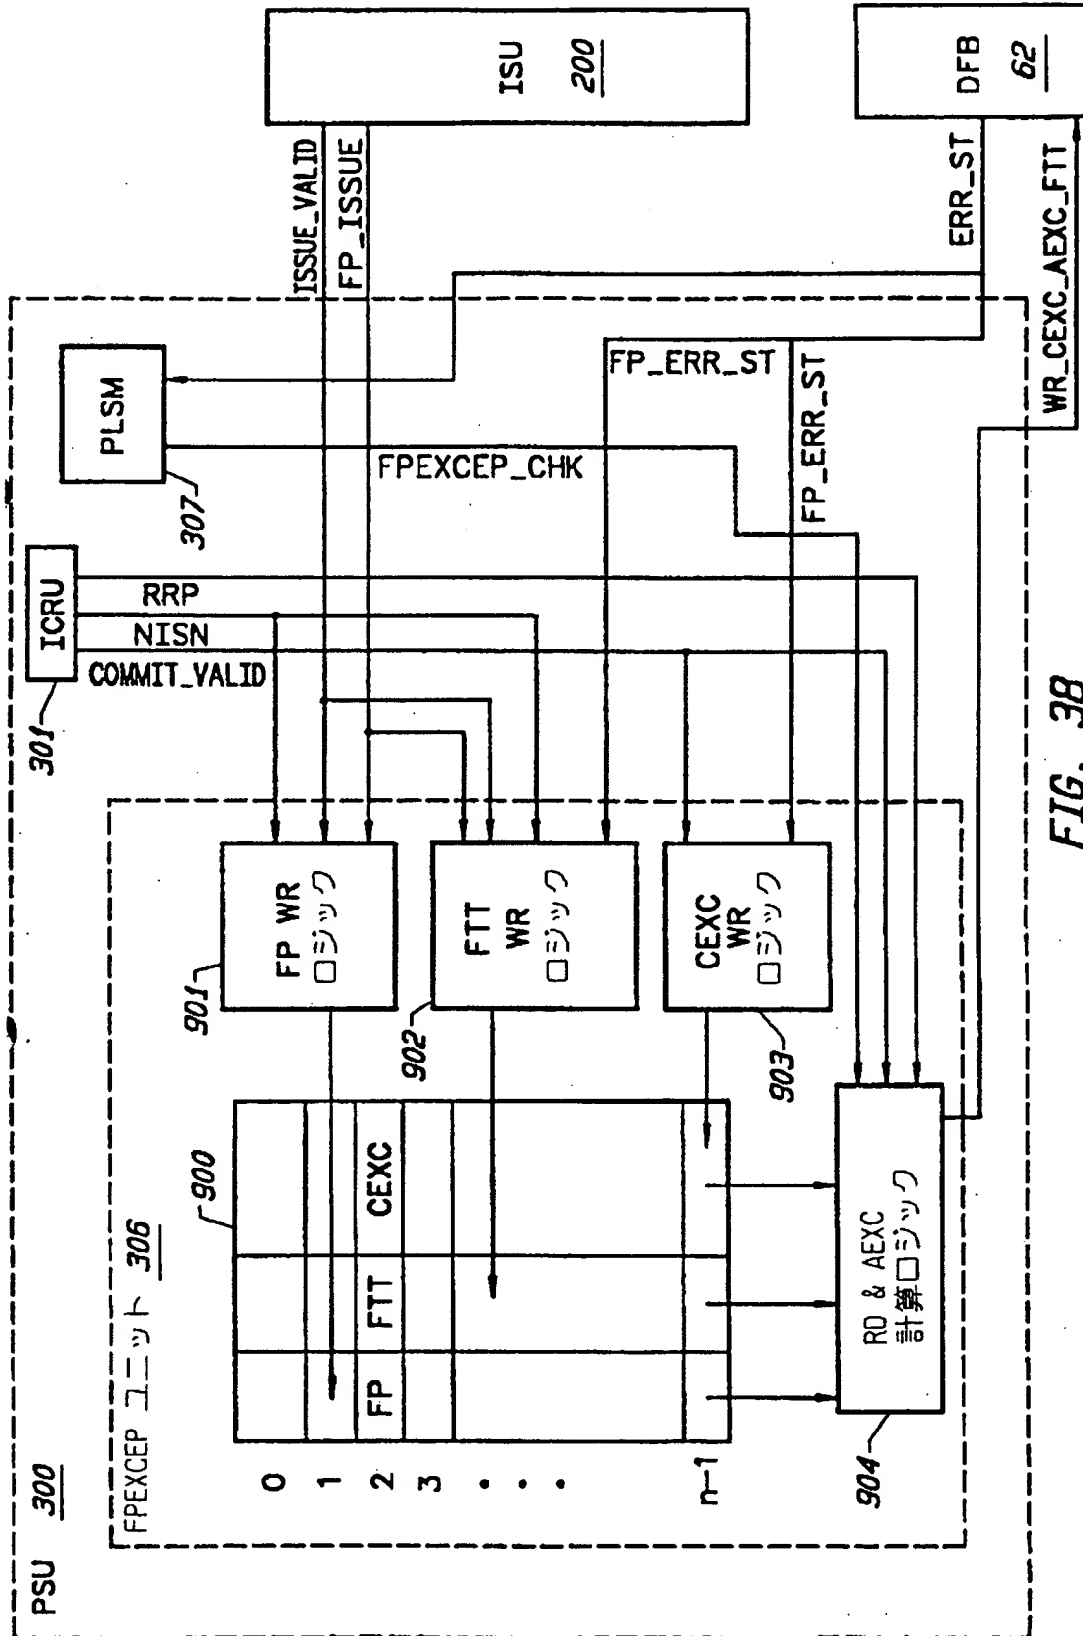 PSU 300
FPEXCEP ユニット 306
900
0
1
2
3
n-1
FP
FTT
CEXC
901
FP WR
ロジック
902
FTT
WR
ロジック
903
CEXC
WR
ロジック
904
RD & AEXC
計算ロジック
301
ICRU
RRP
NISN
COMMIT_VALID
307
PLSM
FPEXCEP_CHK
FP_ERR_ST
FP_ERR_ST
ISSUE_VALID
FP_ISSUE
ISU
200
ERR_ST
WR_CEXC_AEXC_FTT
DFB
62
FIG. 38